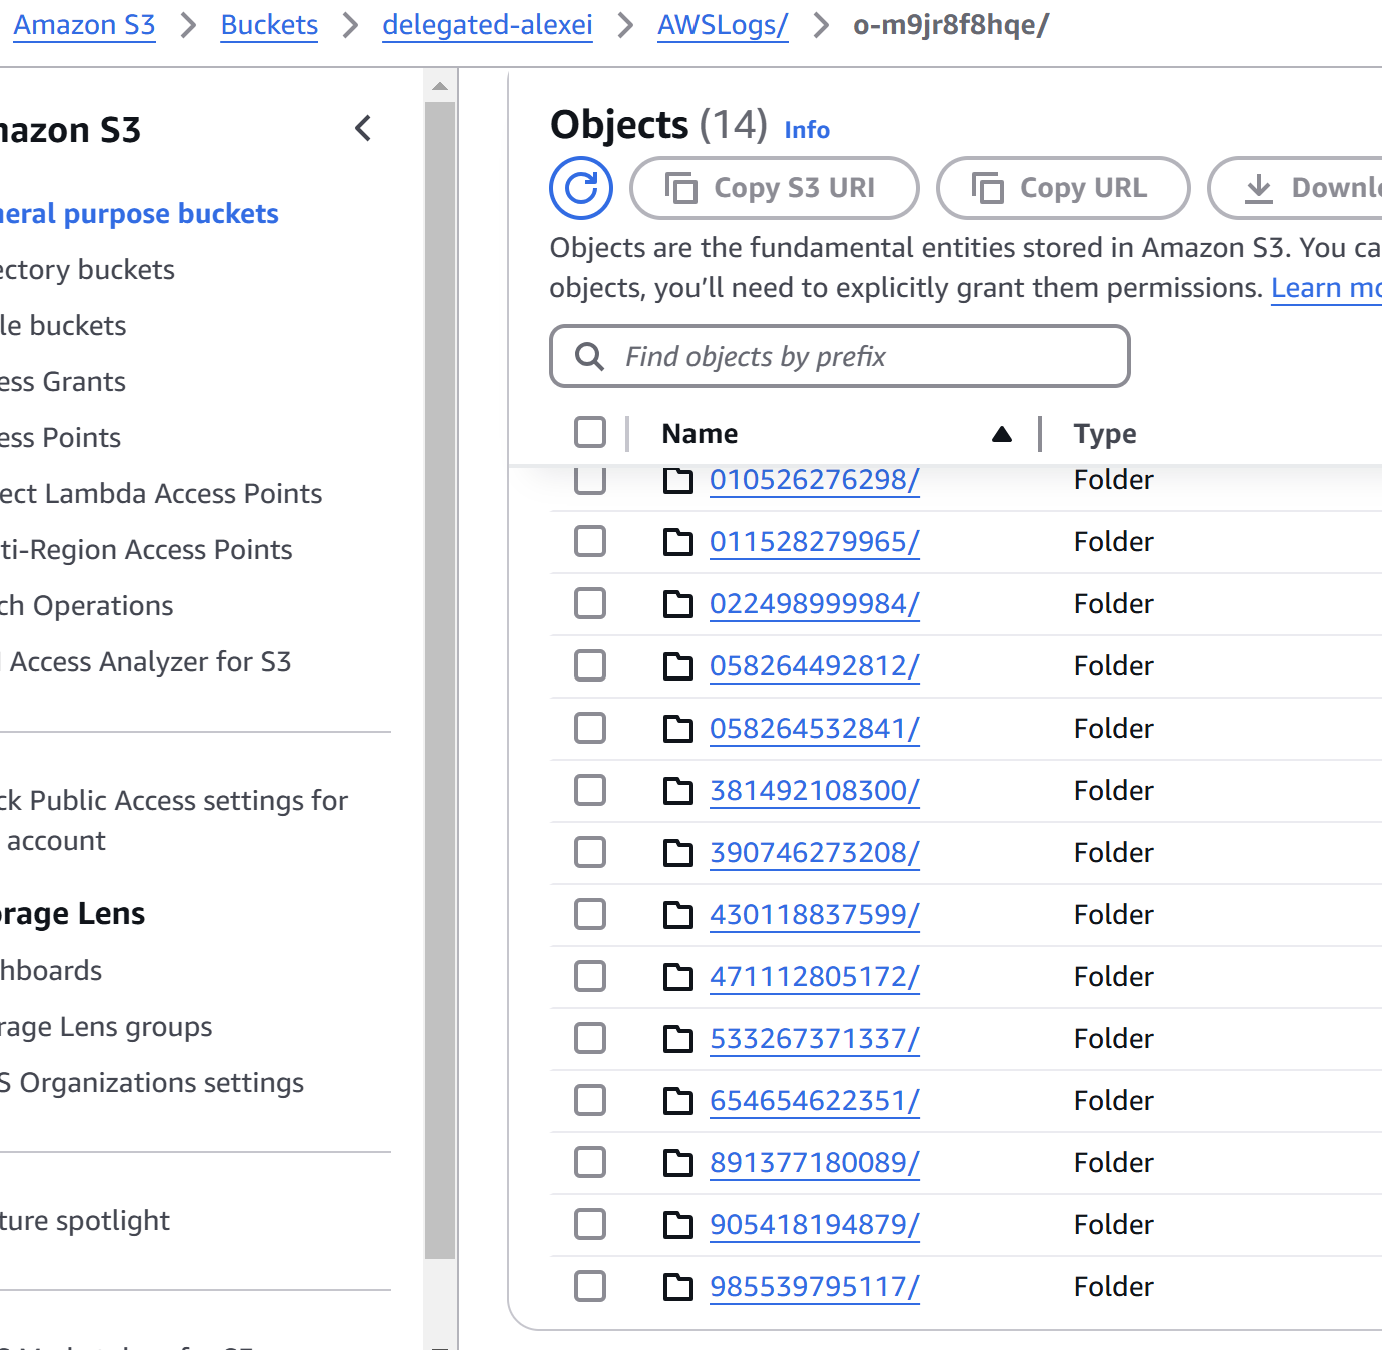 Amazon S3 > Buckets > delegated-alexei > AWSLogs/ > o-m9jr8f8hqe/
mazon S3
neral purpose buckets
ectory buckets
le buckets
ess Grants
ess Points
ject Lambda Access Points
ti-Region Access Points
ch Operations
Access Analyzer for S3
ck Public Access settings for
account
orage Lens
hboards
rage Lens groups
S Organizations settings
ture spotlight
Objects (14) Info
Copy S3 URI
Copy URL
Downlo
Objects are the fundamental entities stored in Amazon S3. You ca
objects, you’ll need to explicitly grant them permissions. Learn mo
Find objects by prefix
Name Type
010526276298/ Folder
011528279965/ Folder
022498999984/ Folder
058264492812/ Folder
058264532841/ Folder
381492108300/ Folder
390746273208/ Folder
430118837599/ Folder
471112805172/ Folder
533267371337/ Folder
654654622351/ Folder
891377180089/ Folder
905418194879/ Folder
985539795117/ Folder